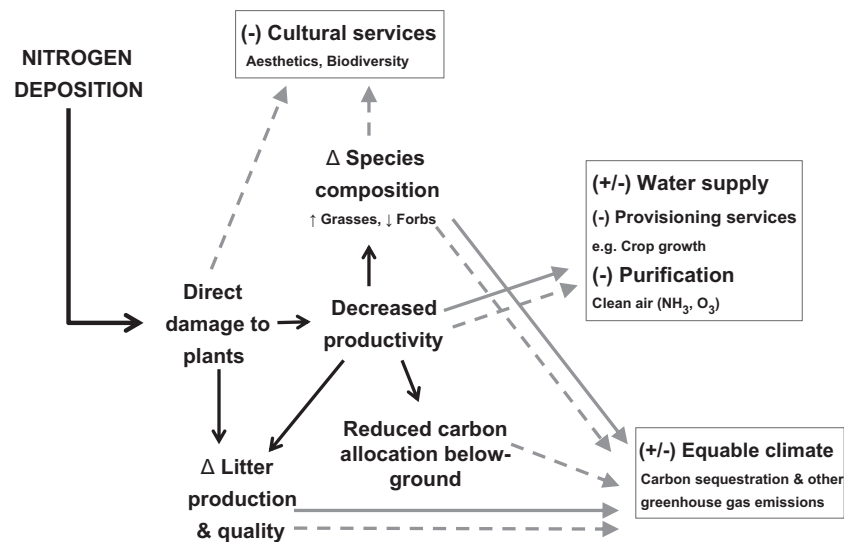 NITROGEN
DEPOSITION
(-) Cultural services
Aesthetics, Biodiversity
Δ Species
composition
↑ Grasses, ↓ Forbs
(+/-) Water supply
(-) Provisioning services
e.g. Crop growth
(-) Purification
Clean air (NH₃, O₃)
Direct
damage to
plants
Decreased
productivity
Reduced carbon
allocation below-
ground
Δ Litter
production
& quality
(+/-) Equable climate
Carbon sequestration & other
greenhouse gas emissions